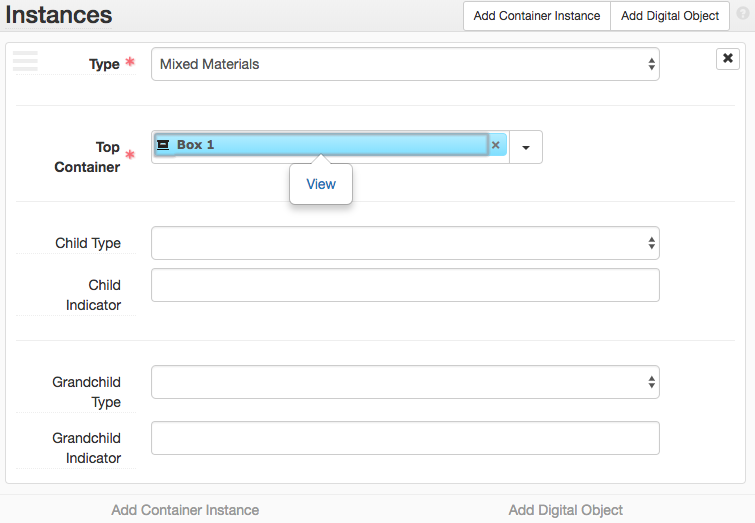 Instances
Add Container Instance Add Digital Object ?
Type *
Mixed Materials
Top
Container *
Box 1 ×
View
Child Type
Child
Indicator
Grandchild
Type
Grandchild
Indicator
Add Container Instance Add Digital Object